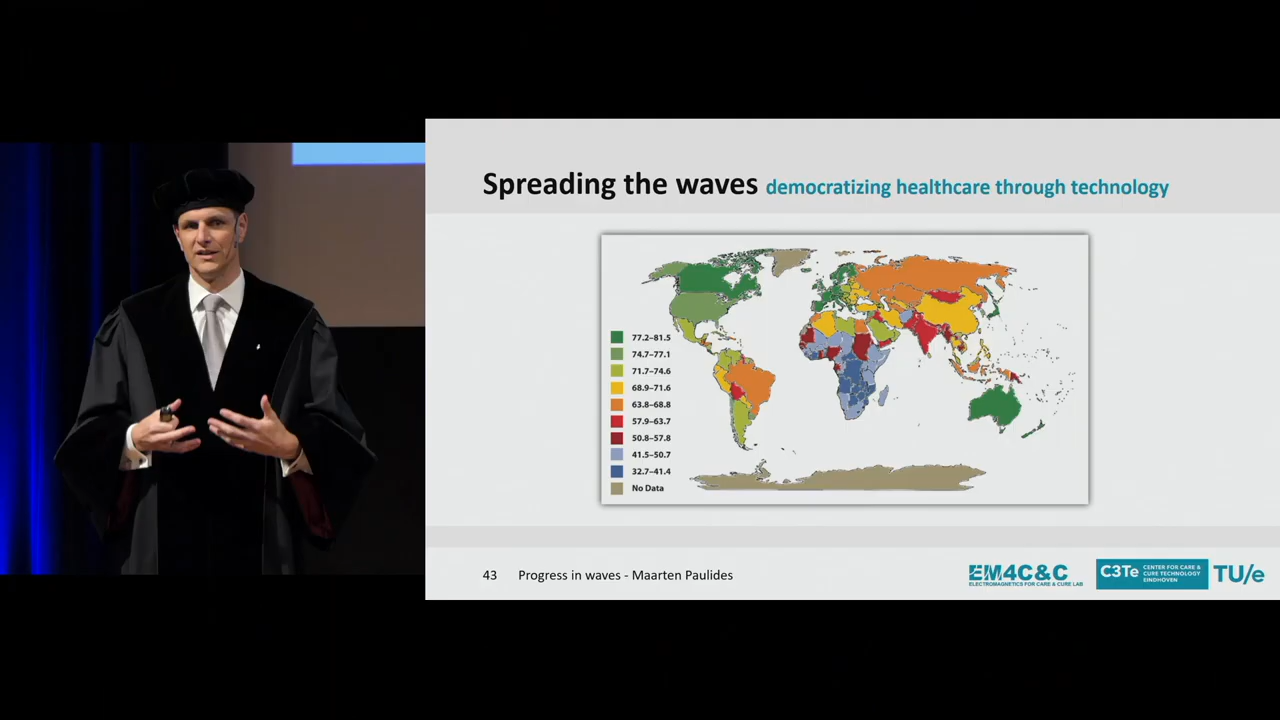 Spreading the waves democratizing healthcare through technology
77.2–81.5
74.7–77.1
71.7–74.6
68.9–71.6
63.8–68.8
57.9–63.7
50.8–57.8
41.5–50.7
32.7–41.4
No Data
43 Progress in waves - Maarten Paulides
EM4C&C
ELECTROMAGNETICS FOR CARE & CURE LAB
C3Te
CENTER FOR CARE &
CURE TECHNOLOGY
EINDHOVEN
TU/e